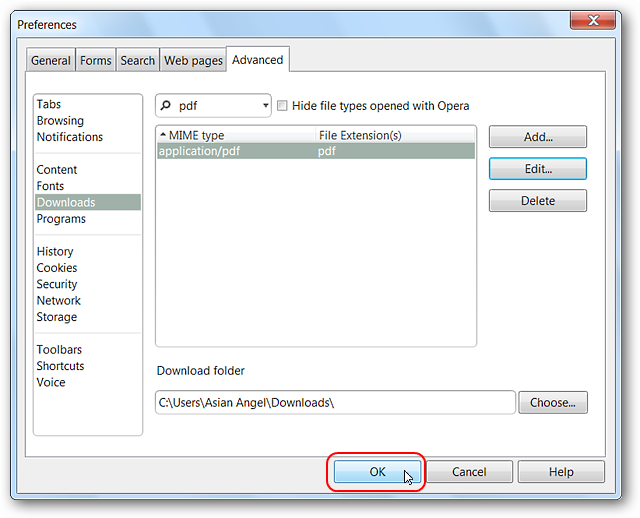 Preferences
General Forms Search Web pages Advanced
Tabs
Browsing
Notifications
Content
Fonts
Downloads
Programs
History
Cookies
Security
Network
Storage
Toolbars
Shortcuts
Voice
pdf Hide file types opened with Opera
MIME type File Extension(s)
application/pdf pdf
Add...
Edit...
Delete
Download folder
C:\Users\Asian Angel\Downloads\ Choose...
OK Cancel Help